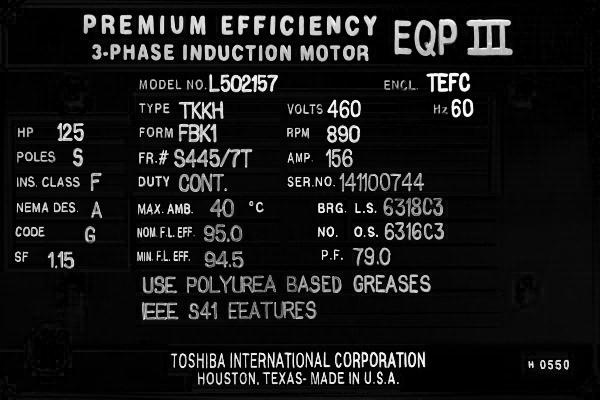 PREMIUM EFFICIENCY EQP III
3-PHASE INDUCTION MOTOR
MODEL NO. L502157 ENCL. TEFC
TYPE TKKH VOLTS 460 Hz 60
HP 125 FORM FBK1 RPM 890
POLES S FR.# S445/7T AMP. 156
INS. CLASS F DUTY CONT. SER.NO. 141100744
NEMA DES. A MAX. AMB. 40 °C BRG. L.S. 6318C3
CODE G NOM. F.L. EFF. 95.0 NO. O.S. 6316C3
SF 1.15 MIN. F.L. EFF. 94.5 P.F. 79.0
USE POLYUREA BASED GREASES
IEEE S41 EEATURES
TOSHIBA INTERNATIONAL CORPORATION
HOUSTON, TEXAS- MADE IN U.S.A.
H 0550